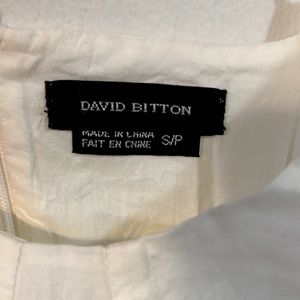 DAVID BITTON
MADE IN CHINA
FAIT EN CHINE S/P